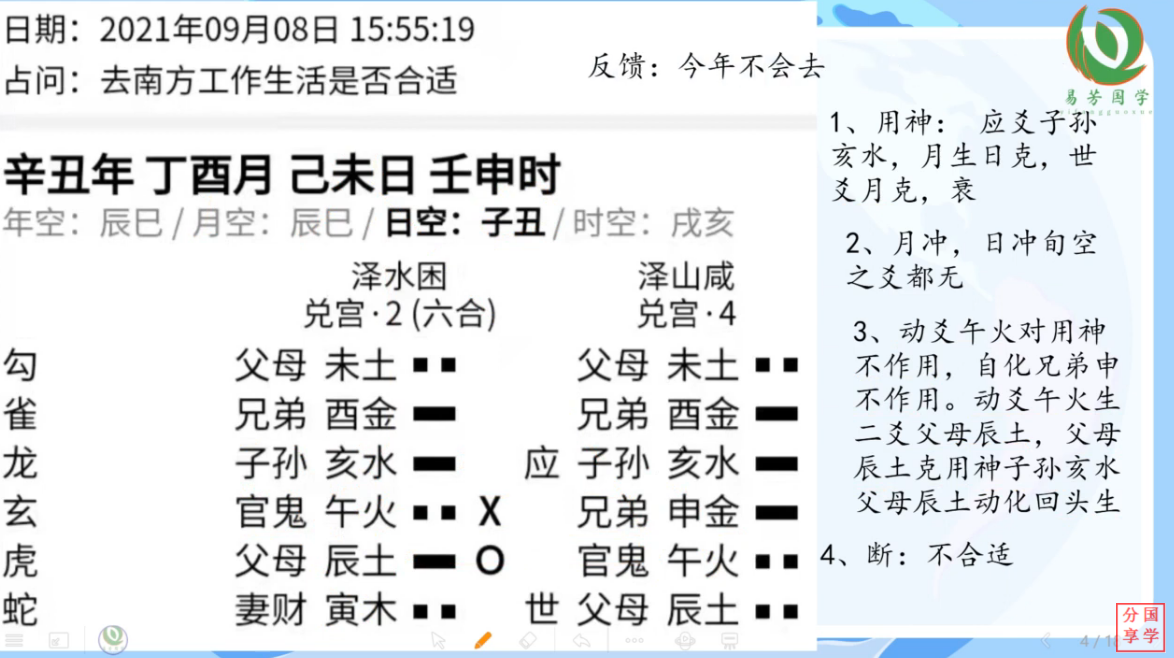 日期：2021年09月08日 15:55:19
占问：去南方工作生活是否合适
反馈：今年不会去
辛丑年 丁酉月 己未日 壬申时
年空：辰巳 / 月空：辰巳 / 日空：子丑 / 时空：戌亥
泽水困 泽山咸
兑宫·2 (六合) 兑宫·4
勾 父母 未土 父母 未土
雀 兄弟 酉金 兄弟 酉金
龙 子孙 亥水 应 子孙 亥水
玄 官鬼 午火 X 兄弟 申金
虎 父母 辰土 O 官鬼 午火
蛇 妻财 寅木 世 父母 辰土
易芳国学
1、用神： 应爻子孙
亥水，月生日克，世
爻月克，衰
2、月冲，日冲旬空
之爻都无
3、动爻午火对用神
不作用，自化兄弟申
不作用。动爻午火生
二爻父母辰土，父母
辰土克用神子孙亥水
父母辰土动化回头生
4、断：不合适
分国
享学